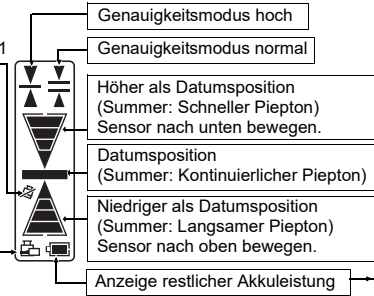 Genauigkeitsmodus hoch
Genauigkeitsmodus normal
1
Höher als Datumsposition
(Summer: Schneller Piepton)
Sensor nach unten bewegen.
Datumsposition
(Summer: Kontinuierlicher Piepton)
Niedriger als Datumsposition
(Summer: Langsamer Piepton)
Sensor nach oben bewegen.
Anzeige restlicher Akkuleistung